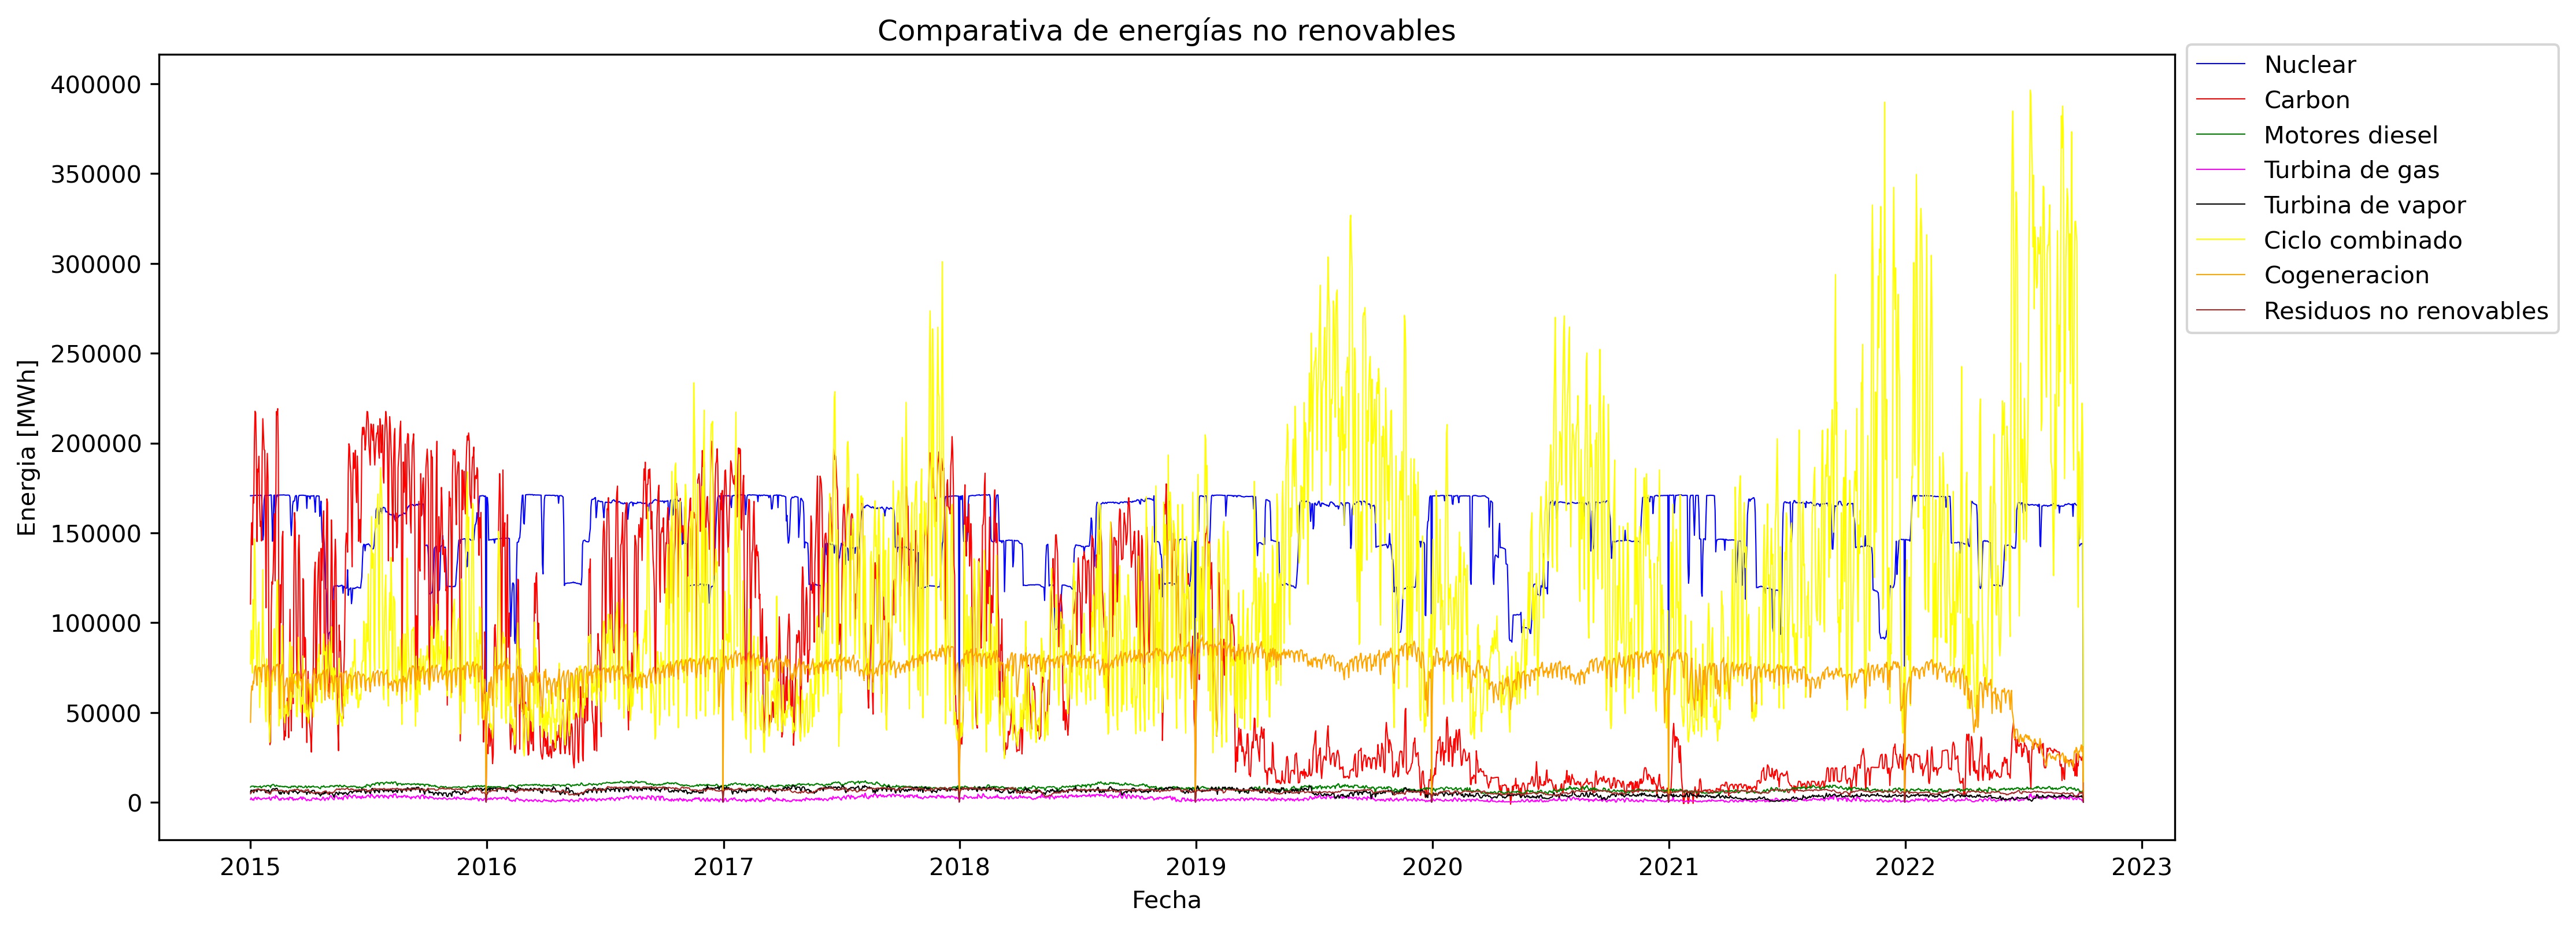 Comparativa de energías no renovables
400000
350000
300000
250000
200000
150000
100000
50000
0
Energia [MWh]
2015 2016 2017 2018 2019 2020 2021 2022 2023
Fecha
Nuclear
Carbon
Motores diesel
Turbina de gas
Turbina de vapor
Ciclo combinado
Cogeneracion
Residuos no renovables